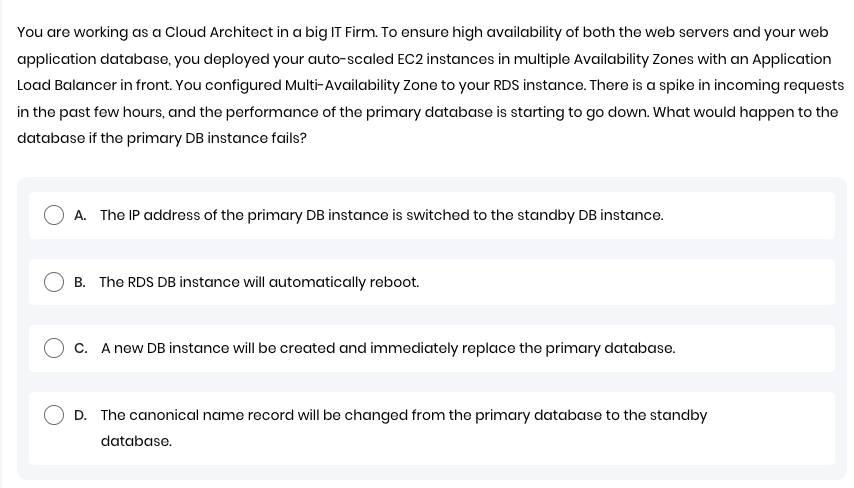 You are working as a Cloud Architect in a big IT Firm. To ensure high availability of both the web servers and your web
application database, you deployed your auto-scaled EC2 instances in multiple Availability Zones with an Application
Load Balancer in front. You configured Multi-Availability Zone to your RDS instance. There is a spike in incoming requests
in the past few hours, and the performance of the primary database is starting to go down. What would happen to the
database if the primary DB instance fails?
A. The IP address of the primary DB instance is switched to the standby DB instance.
B. The RDS DB instance will automatically reboot.
C. A new DB instance will be created and immediately replace the primary database.
D. The canonical name record will be changed from the primary database to the standby
database.